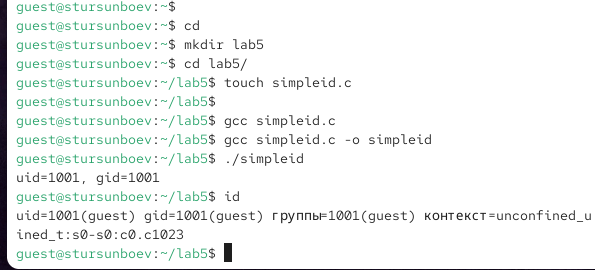 guest@stursunboev:~$
guest@stursunboev:~$ cd
guest@stursunboev:~$ mkdir lab5
guest@stursunboev:~$ cd lab5/
guest@stursunboev:~/lab5$ touch simpleid.c
guest@stursunboev:~/lab5$
guest@stursunboev:~/lab5$ gcc simpleid.c
guest@stursunboev:~/lab5$ gcc simpleid.c -o simpleid
guest@stursunboev:~/lab5$ ./simpleid
uid=1001, gid=1001
guest@stursunboev:~/lab5$ id
uid=1001(guest) gid=1001(guest) группы=1001(guest) контекст=unconfined_u
ined_t:s0-s0:c0.c1023
guest@stursunboev:~/lab5$